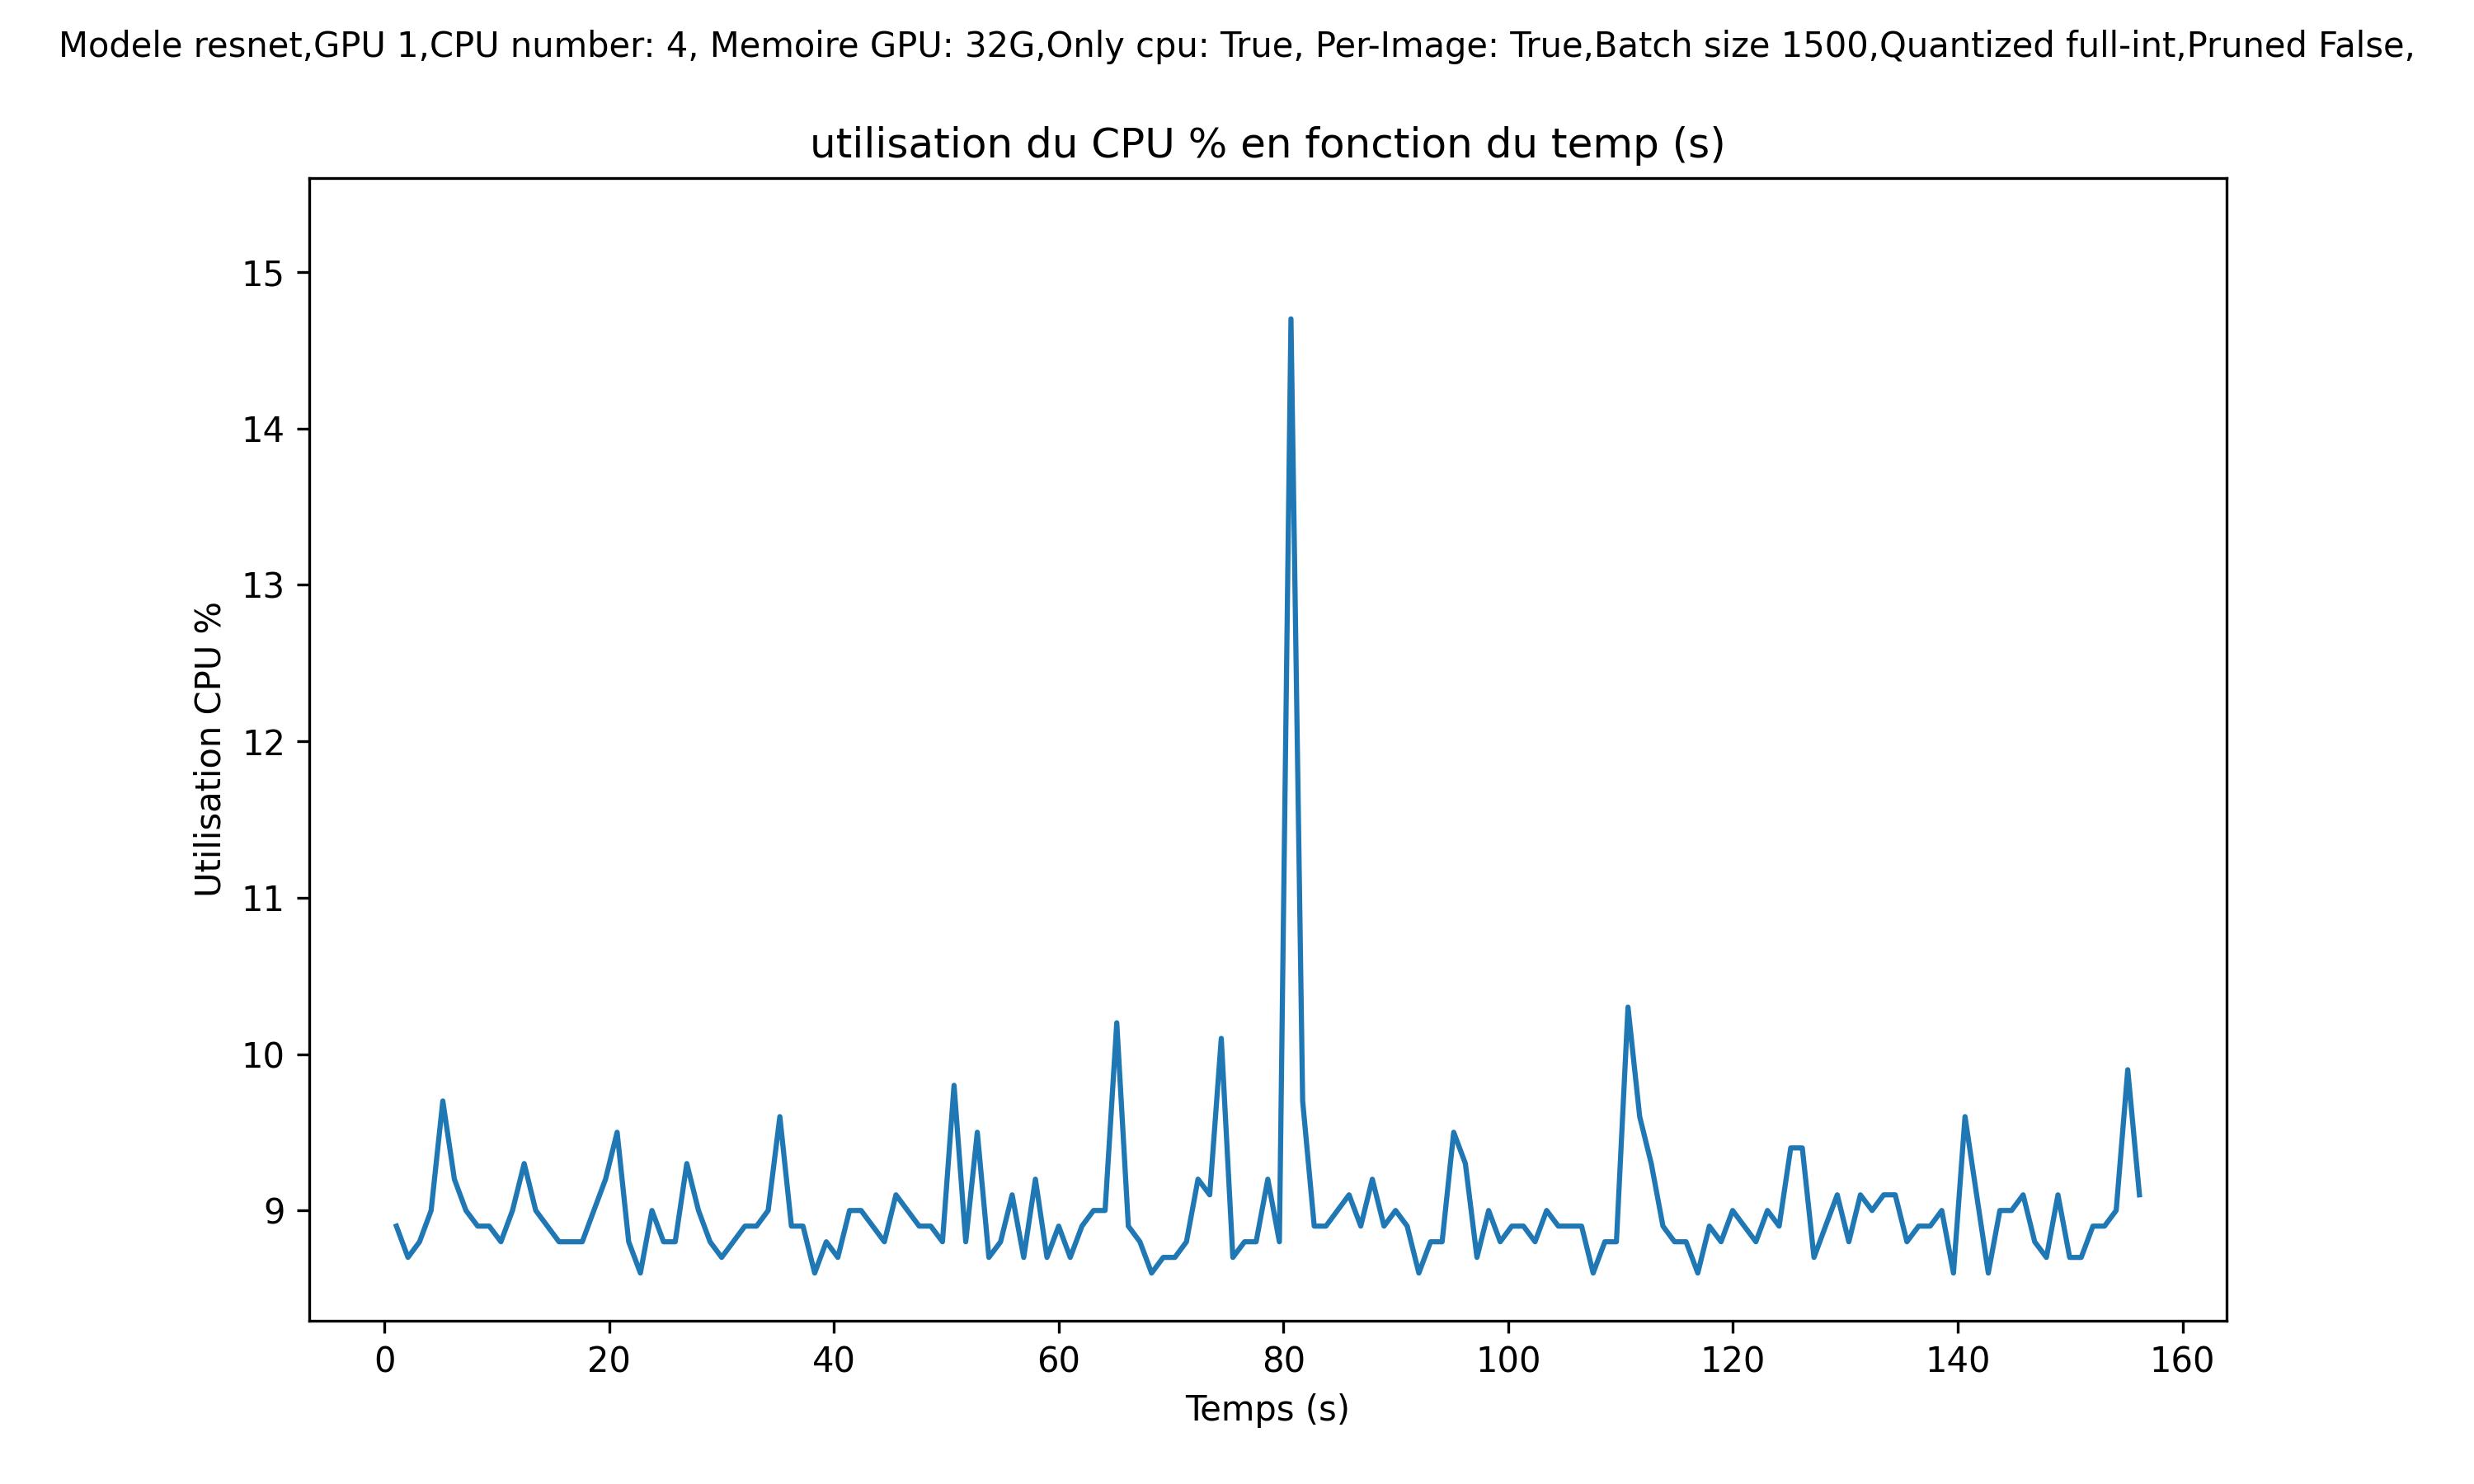 Modele resnet,GPU 1,CPU number: 4, Memoire GPU: 32G,Only cpu: True, Per-Image: True,Batch size 1500,Quantized full-int,Pruned False,
utilisation du CPU % en fonction du temp (s)
Utilisation CPU %
15
14
13
12
11
10
9
0 20 40 60 80 100 120 140 160
Temps (s)